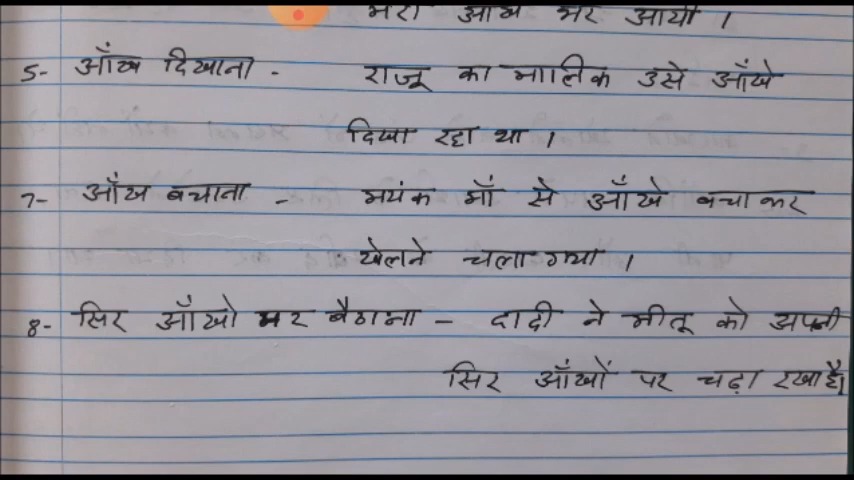 मेरी आँख भर आयी ।
5- आँख दिखाना - राजू का मालिक उसे आँखे
दिखा रहा था ।
7- आँख बचाना - मयंक माँ से आँखे बचाकर
खेलने चला गया ।
8- सिर आँखो पर बैठाना - दादी ने मीतू को अपनी
सिर आँखों पर चढ़ा रखा है।